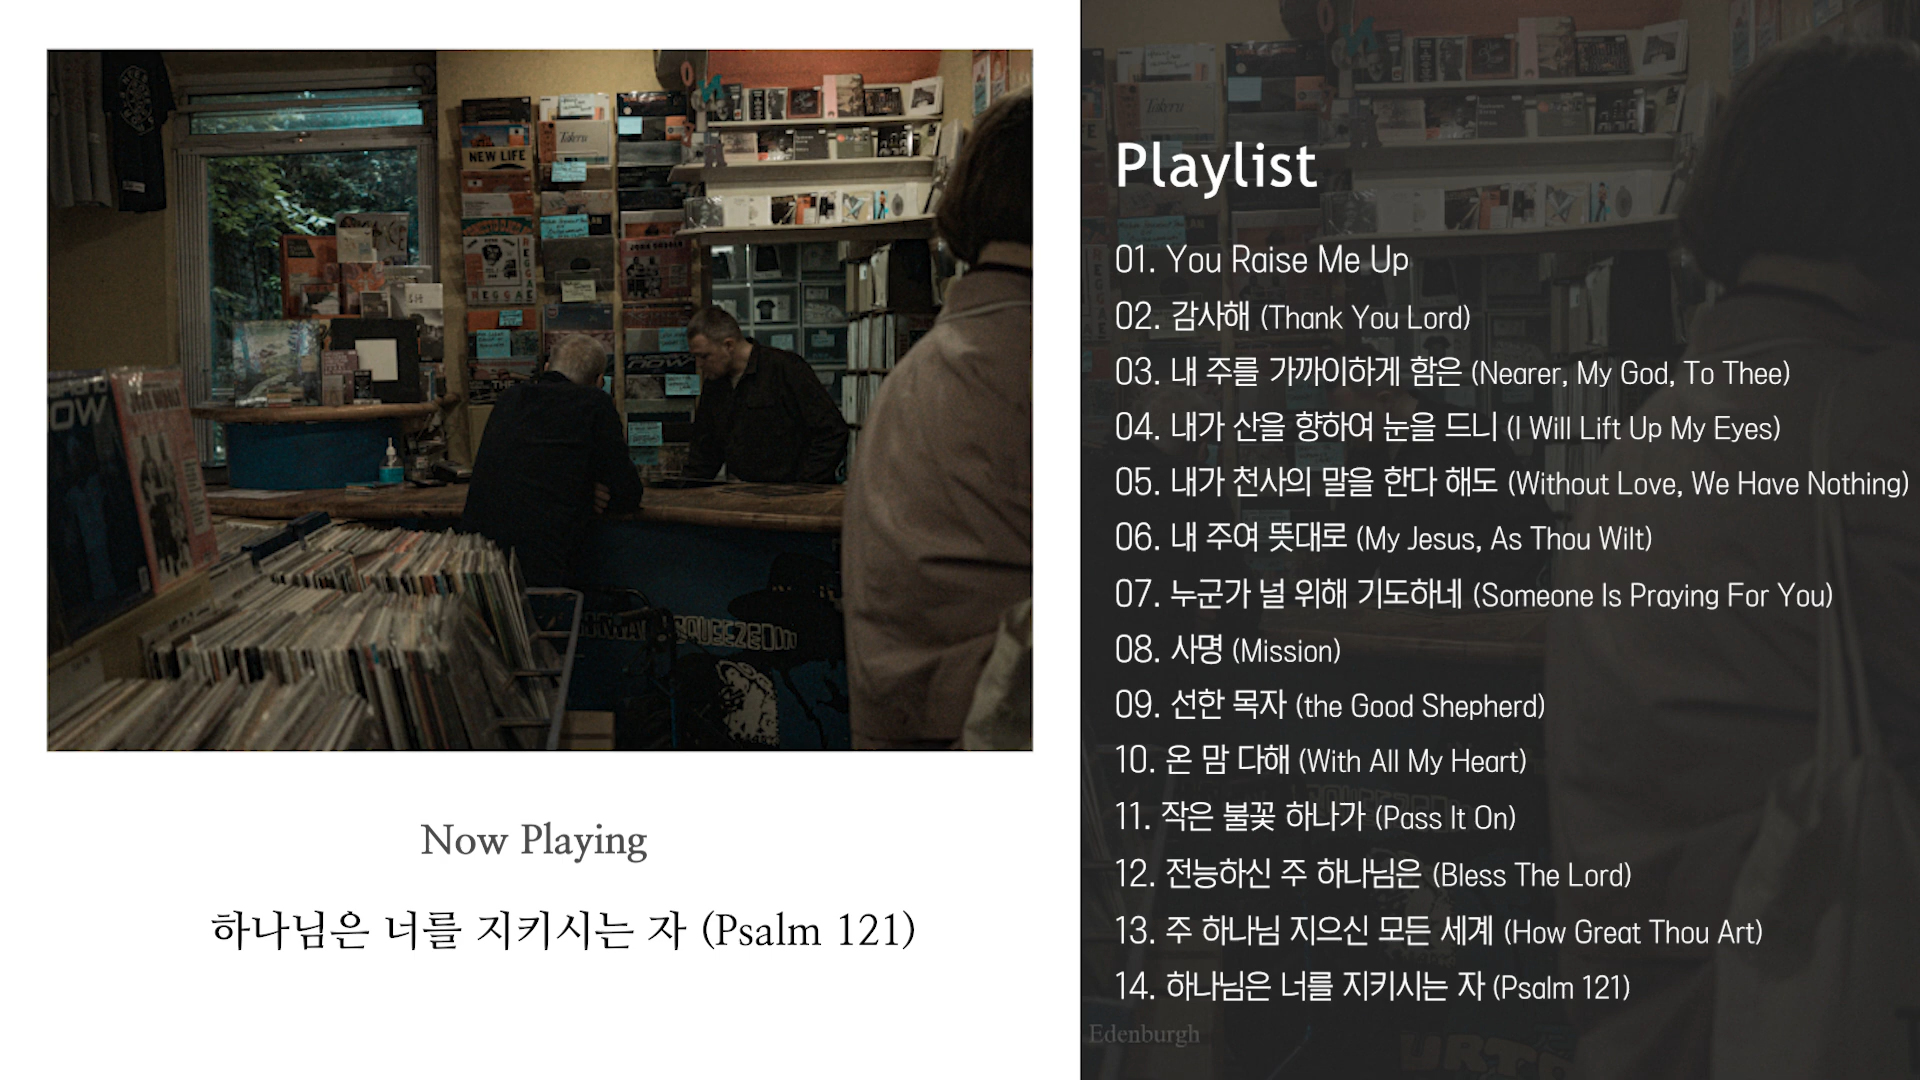 NEW LIFE
Takeru
REGGAE
NOW
SQUEEZED
Now Playing
하나님은 너를 지키시는 자 (Psalm 121)
Playlist
01. You Raise Me Up
02. 감사해 (Thank You Lord)
03. 내 주를 가까이하게 함은 (Nearer, My God, To Thee)
04. 내가 산을 향하여 눈을 드니 (I Will Lift Up My Eyes)
05. 내가 천사의 말을 한다 해도 (Without Love, We Have Nothing)
06. 내 주여 뜻대로 (My Jesus, As Thou Wilt)
07. 누군가 널 위해 기도하네 (Someone Is Praying For You)
08. 사명 (Mission)
09. 선한 목자 (the Good Shepherd)
10. 온 맘 다해 (With All My Heart)
11. 작은 불꽃 하나가 (Pass It On)
12. 전능하신 주 하나님은 (Bless The Lord)
13. 주 하나님 지으신 모든 세계 (How Great Thou Art)
14. 하나님은 너를 지키시는 자 (Psalm 121)
Edenburgh